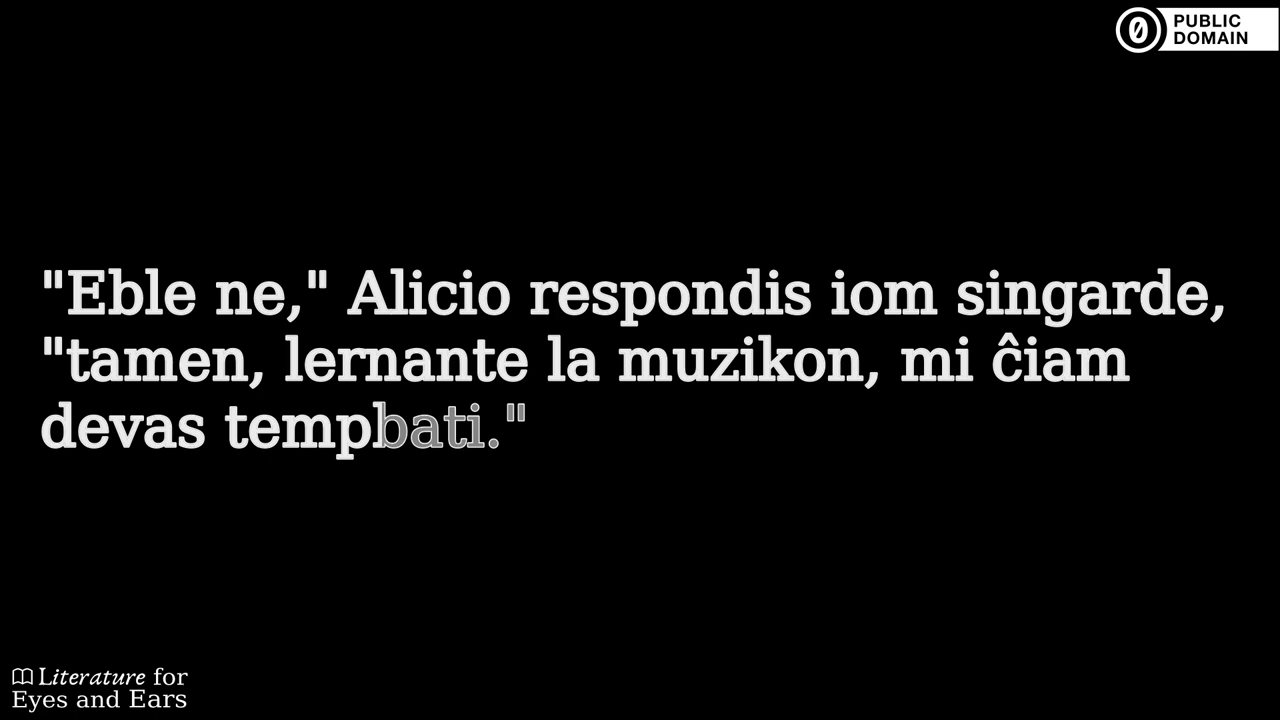 PUBLIC
DOMAIN
"Eble ne," Alicio respondis iom singarde,
"tamen, lernante la muzikon, mi ĉiam
devas tempbati."
Literature for
Eyes and Ears